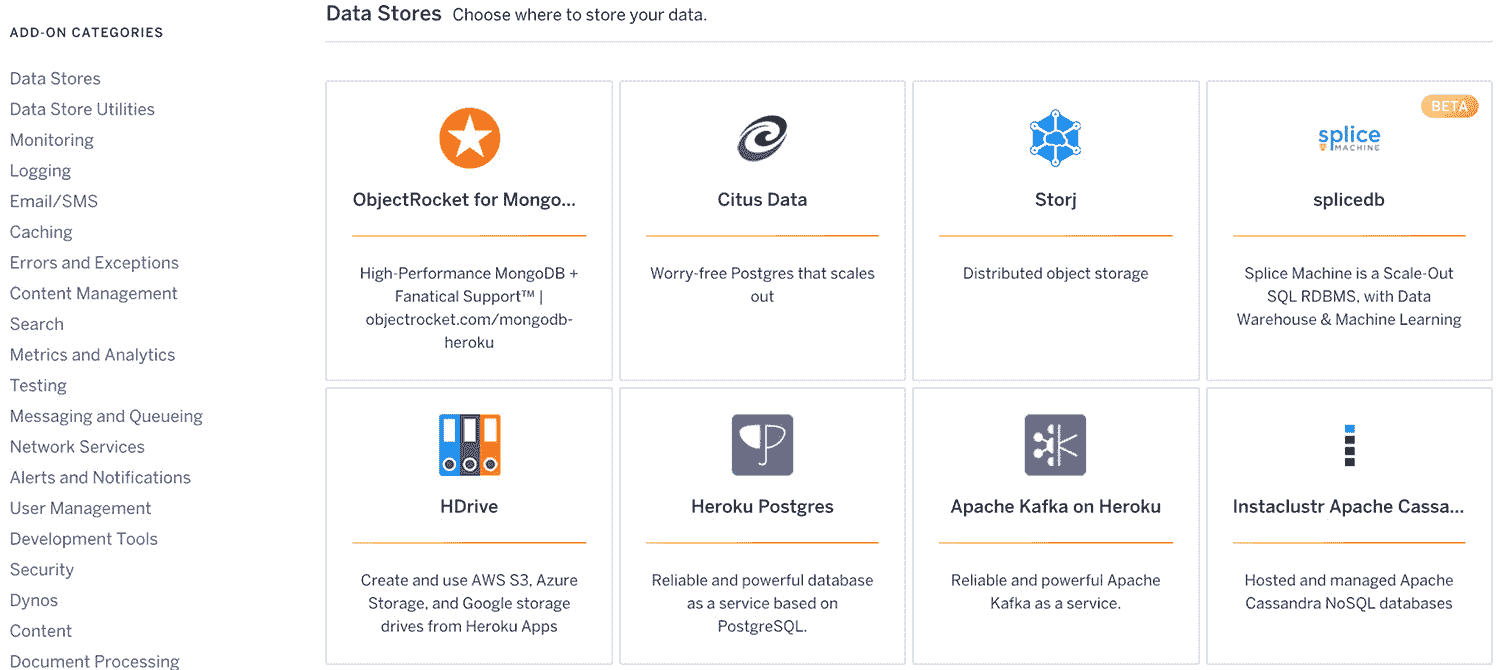 ADD-ON CATEGORIES
Data Stores
Data Store Utilities
Monitoring
Logging
Email/SMS
Caching
Errors and Exceptions
Content Management
Search
Metrics and Analytics
Testing
Messaging and Queueing
Network Services
Alerts and Notifications
User Management
Development Tools
Security
Dynos
Content
Document Processing
Data Stores Choose where to store your data.
ObjectRocket for Mongo...
High-Performance MongoDB +
Fanatical Support™ |
objectrocket.com/mongodb-
heroku
Citus Data
Worry-free Postgres that scales
out
Storj
Distributed object storage
BETA
splice
MACHINE
splicedb
Splice Machine is a Scale-Out
SQL RDBMS, with Data
Warehouse & Machine Learning
HDrive
Create and use AWS S3, Azure
Storage, and Google storage
drives from Heroku Apps
Heroku Postgres
Reliable and powerful database
as a service based on
PostgreSQL.
Apache Kafka on Heroku
Reliable and powerful Apache
Kafka as a service.
Instaclustr Apache Cassa...
Hosted and managed Apache
Cassandra NoSQL databases